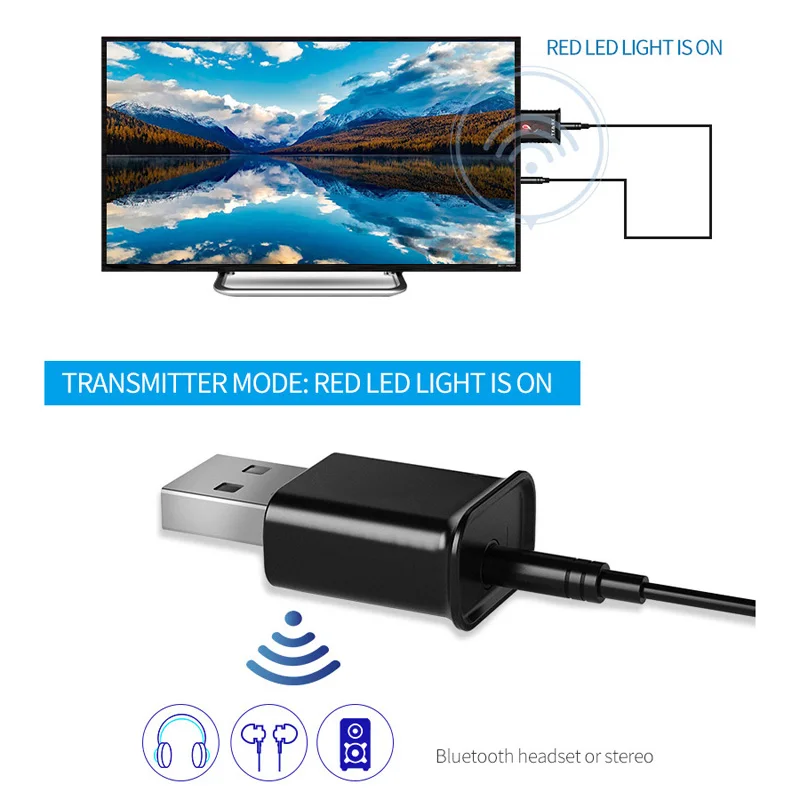 RED LED LIGHT IS ON
TRANSMITTER MODE: RED LED LIGHT IS ON
Bluetooth headset or stereo